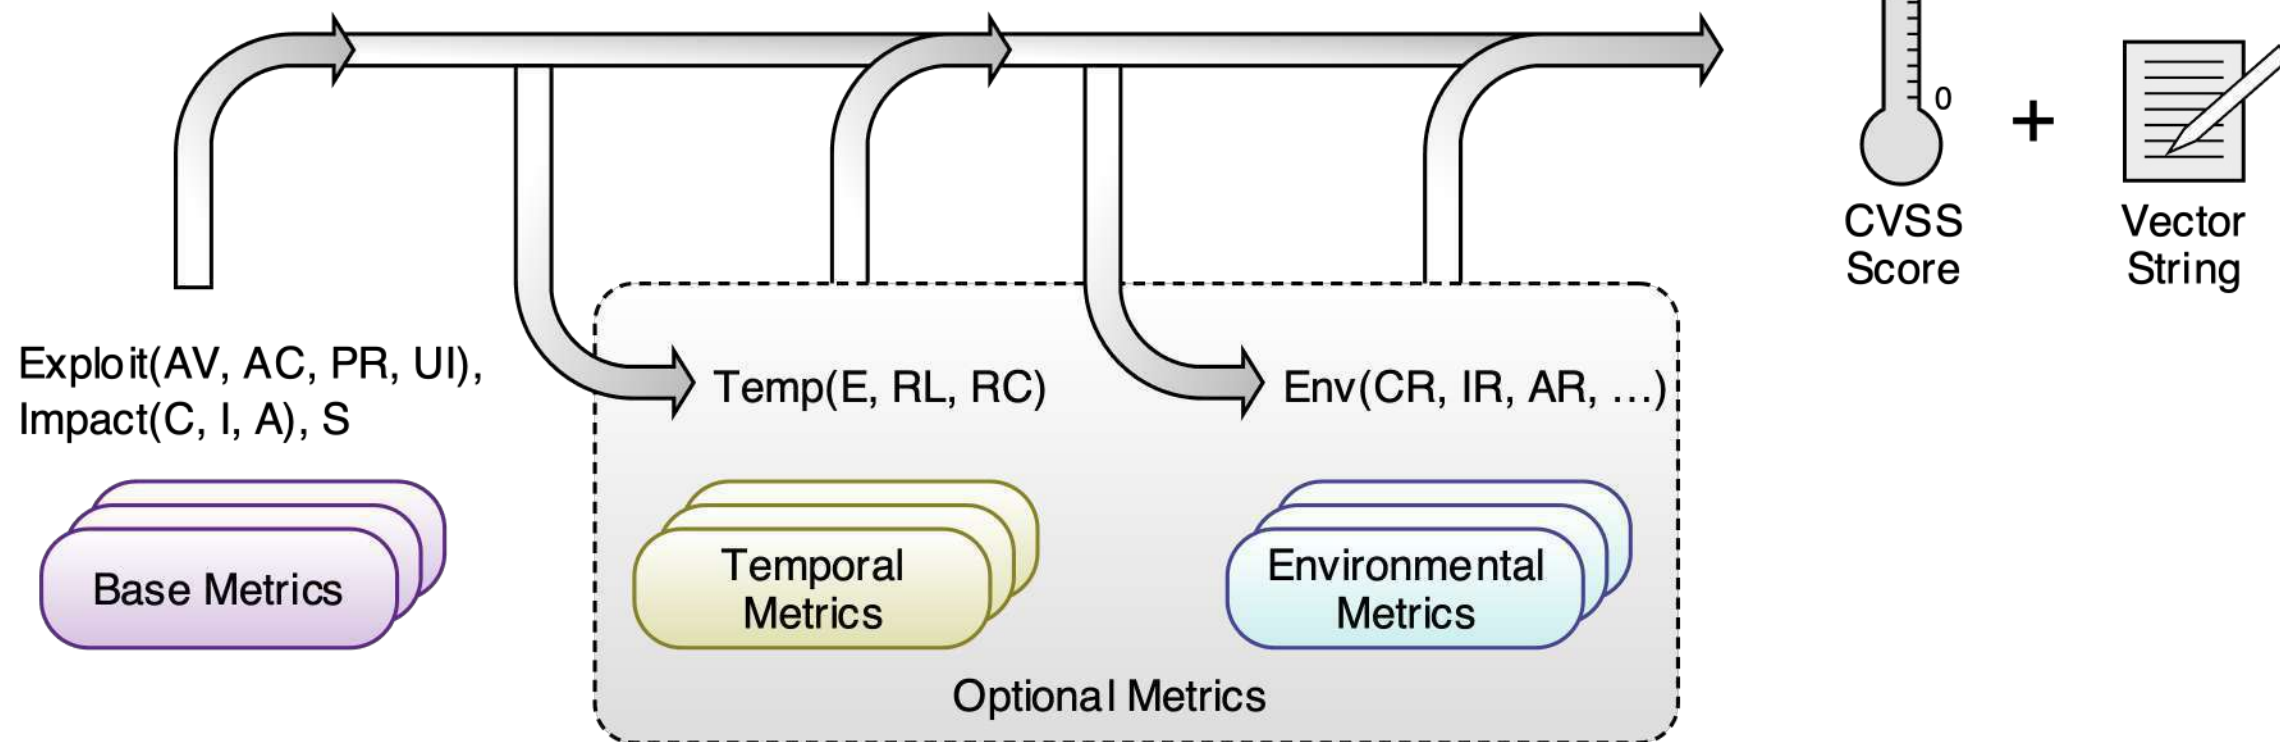 0
+
CVSS
Score
Vector
String
Exploit(AV, AC, PR, UI),
Impact(C, I, A), S
Temp(E, RL, RC)
Env(CR, IR, AR, ...)
Base Metrics
Temporal
Metrics
Environmental
Metrics
Optional Metrics